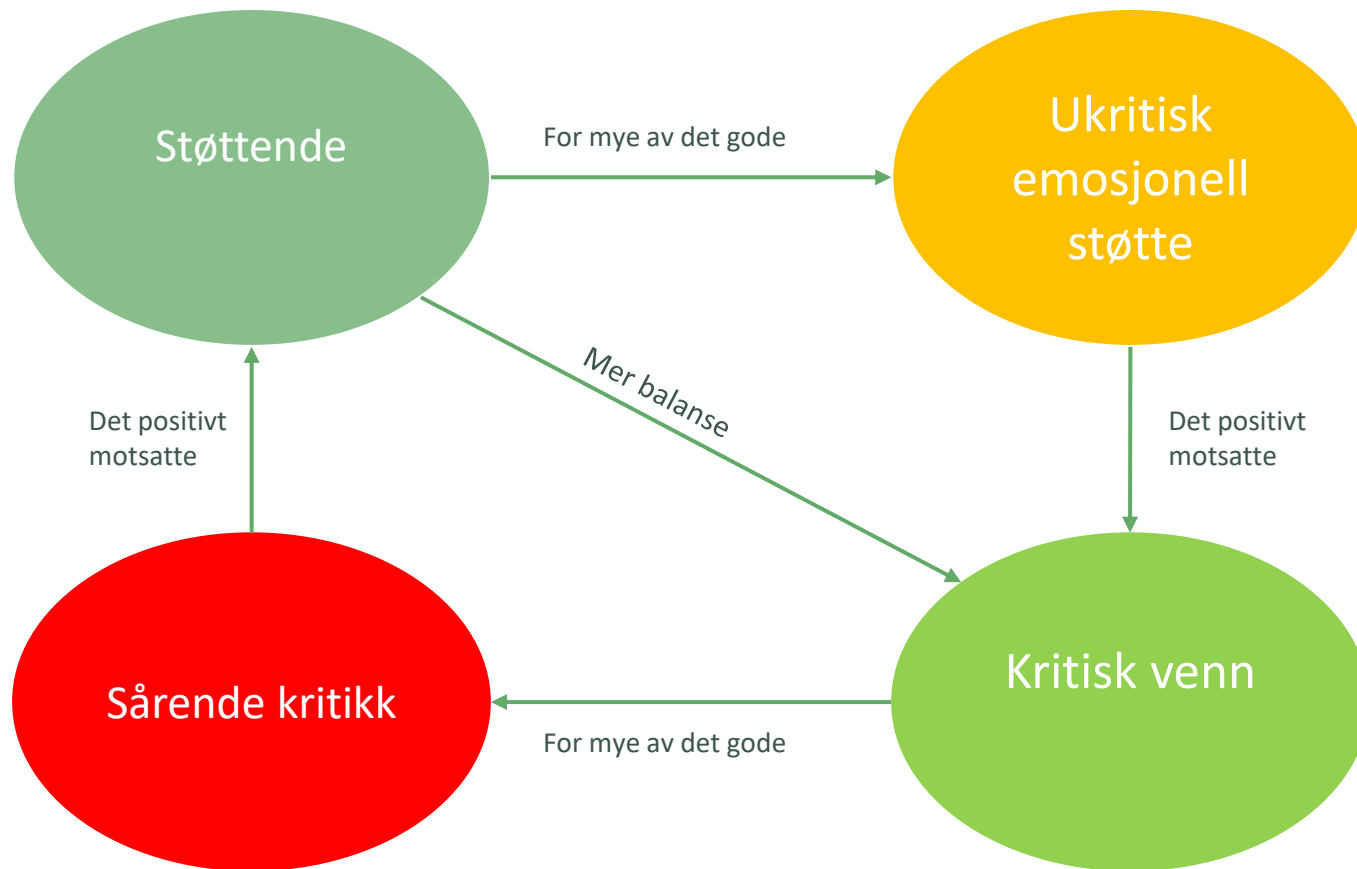 Støttende
For mye av det gode
Ukritisk
emosjonell
støtte
Mer balanse
Det positivt
motsatte
Det positivt
motsatte
Sårende kritikk
For mye av det gode
Kritisk venn